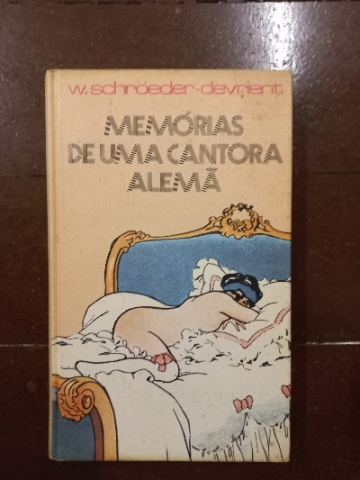 w. schröeder-devrient
MEMÓRIAS
DE UMA CANTORA
ALEMÃ